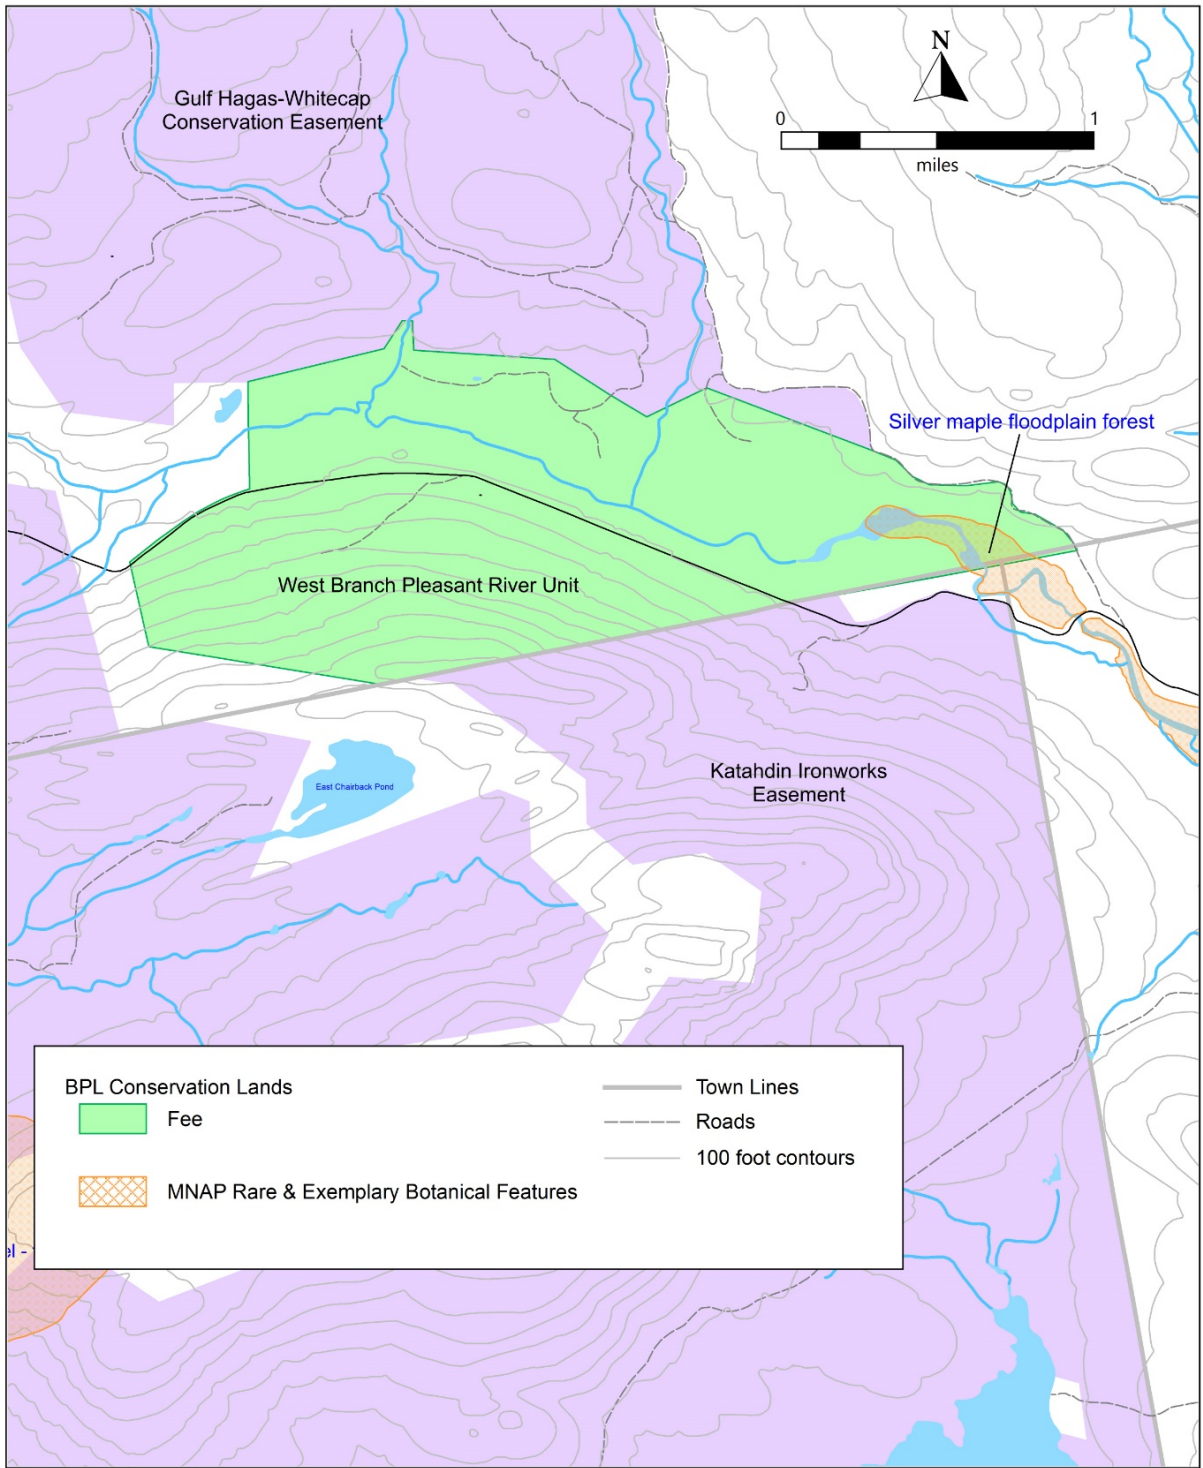 Gulf Hagas-Whitecap
Conservation Easement
N
0 1
miles
Silver maple floodplain forest
West Branch Pleasant River Unit
Katahdin Ironworks
Easement
East Chairback Pond
BPL Conservation Lands
Fee
MNAP Rare & Exemplary Botanical Features
Town Lines
Roads
100 foot contours
el -